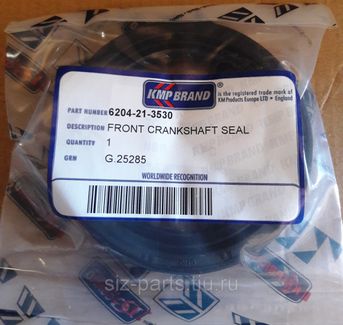 KMP BRAND
®
is the registered trade mark of
KM Products Europe LTD • England
PART NUMBER 6204-21-3530
DESCRIPTION FRONT CRANKSHAFT SEAL
QUANTITY 1
GRN G.25285
WORLDWIDE RECOGNITION
siz-parts.tiu.ru